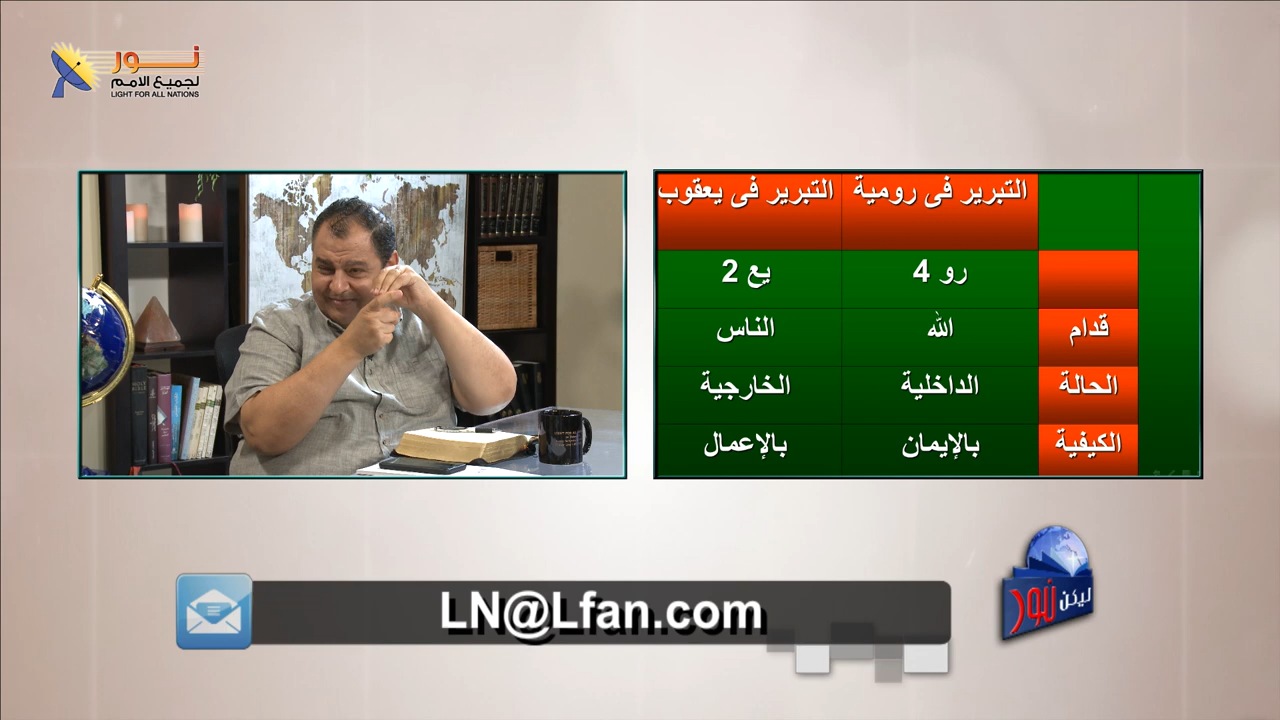 نور
لجميع الامم
LIGHT FOR ALL NATIONS
التبرير فى رومية التبرير فى يعقوب
رو 4 يع 2
قدام الله الناس
الحالة الداخلية الخارجية
الكيفية بالإيمان بالإعمال
LN@Lfan.com
ليكن نور